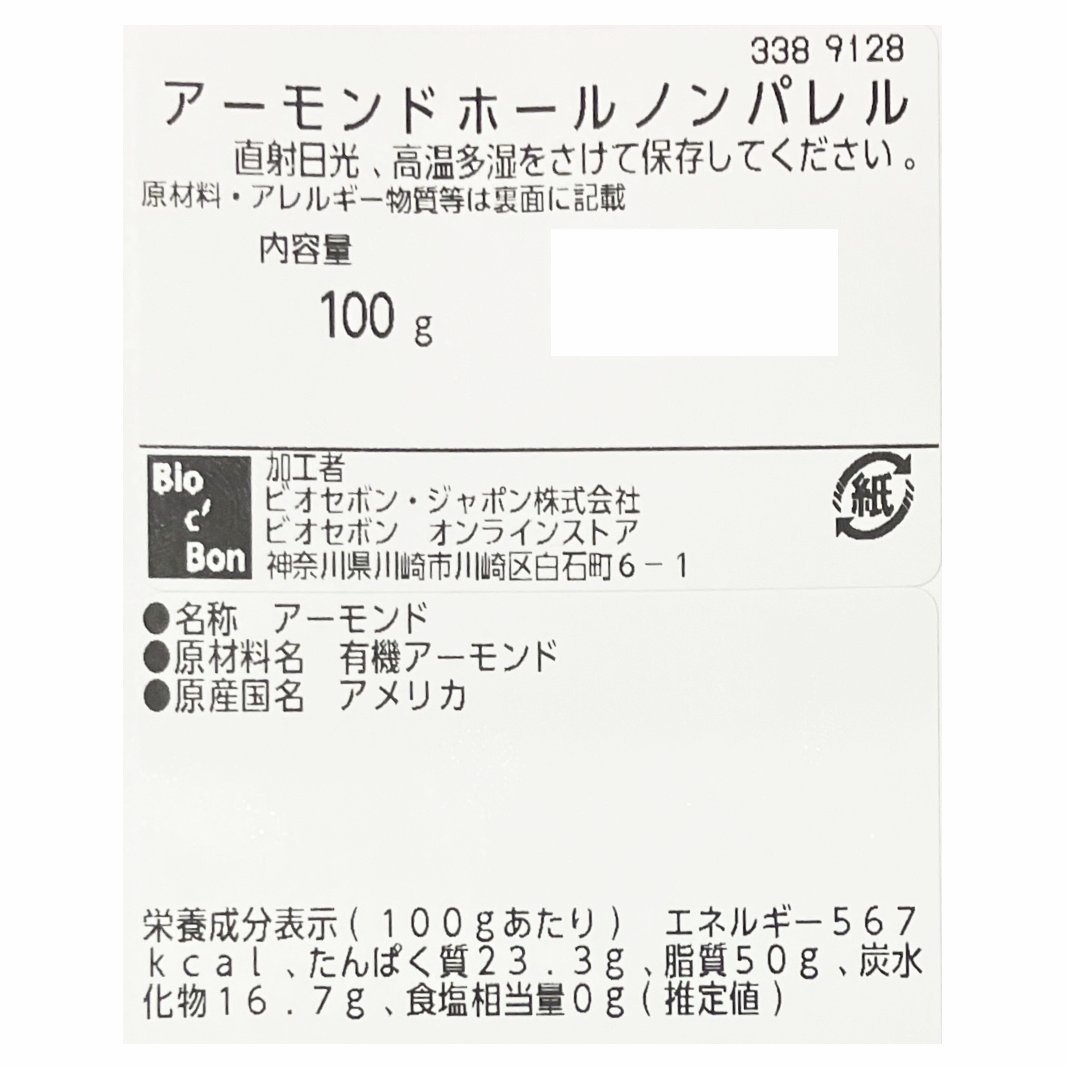 338 9128
アーモンドホールノンパレル
直射日光、高温多湿をさけて保存してください。
原材料・アレルギー物質等は裏面に記載
内容量
100 g
Bio
c'
Bon
加工者
ビオセボン・ジャポン株式会社
ビオセボン　オンラインストア
神奈川県川崎市川崎区白石町６－１
紙
●名称　アーモンド
●原材料名　有機アーモンド
●原産国名　アメリカ
栄養成分表示(１００ｇあたり)　エネルギー５６７
ｋｃａｌ、たんぱく質２３．３ｇ、脂質５０ｇ、炭水
化物１６．７ｇ、食塩相当量０ｇ(推定値)